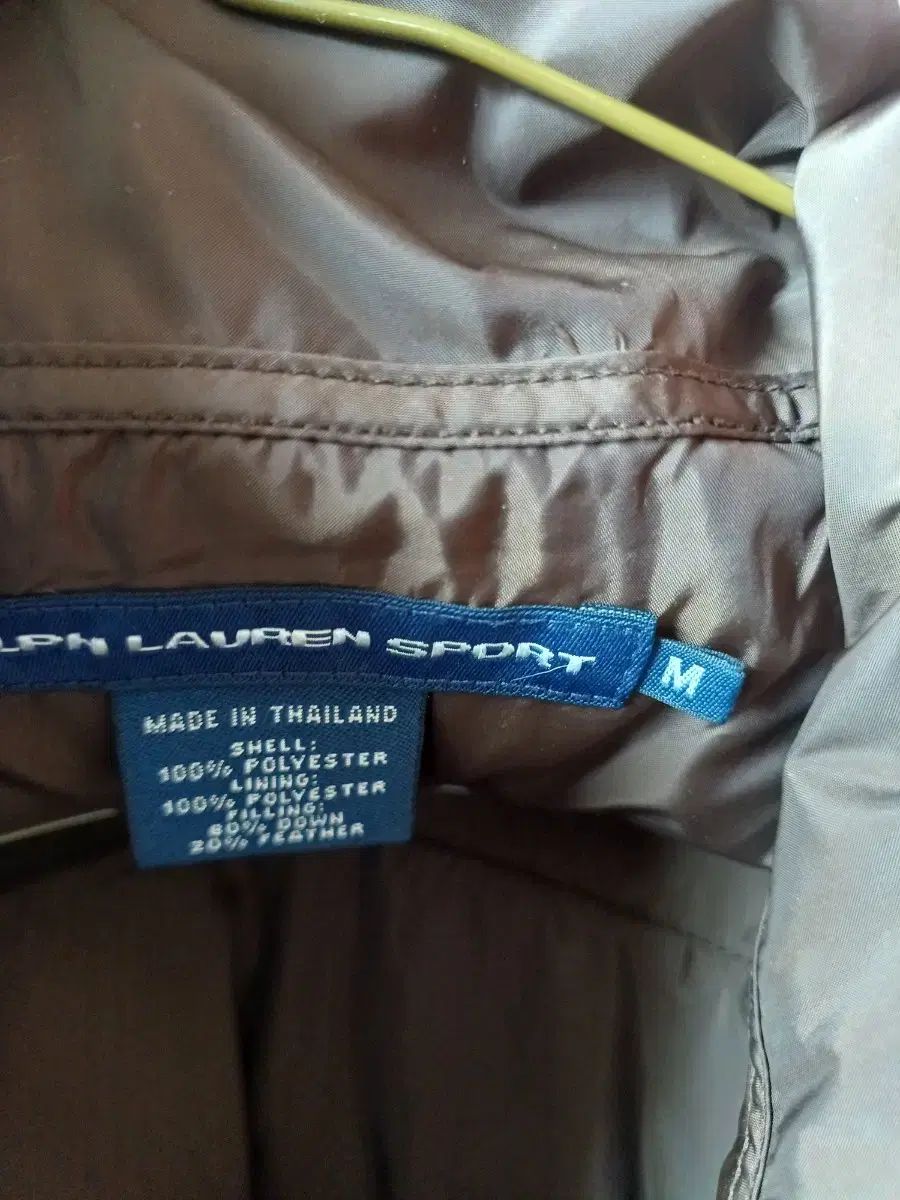 LPH LAUREN SPORT
M
MADE IN THAILAND
SHELL:
100% POLYESTER
LINING:
100% POLYESTER
FILLING:
80% DOWN
20% FEATHER